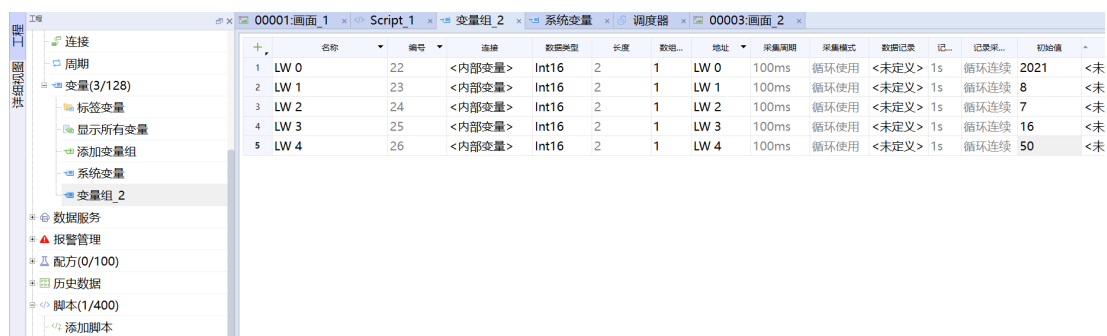 工程
工程
详细视图
连接
周期
变量(3/128)
标签变量
显示所有变量
添加变量组
系统变量
变量组_2
数据服务
报警管理
配方(0/100)
历史数据
脚本(1/400)
添加脚本
00001:画面_1 × Script_1 × 变量组_2 × 系统变量 × 调度器 × 00003:画面_2 ×
名称 编号 连接 数据类型 长度 数组... 地址 采集周期 采集模式 数据记录 记... 记录采... 初始值
1 LW 0 22 <内部变量> Int16 2 1 LW 0 100ms 循环使用 <未定义> 1s 循环连续 2021 <未
2 LW 1 23 <内部变量> Int16 2 1 LW 1 100ms 循环使用 <未定义> 1s 循环连续 8 <未
3 LW 2 24 <内部变量> Int16 2 1 LW 2 100ms 循环使用 <未定义> 1s 循环连续 7 <未
4 LW 3 25 <内部变量> Int16 2 1 LW 3 100ms 循环使用 <未定义> 1s 循环连续 16 <未
5 LW 4 26 <内部变量> Int16 2 1 LW 4 100ms 循环使用 <未定义> 1s 循环连续 50 <未